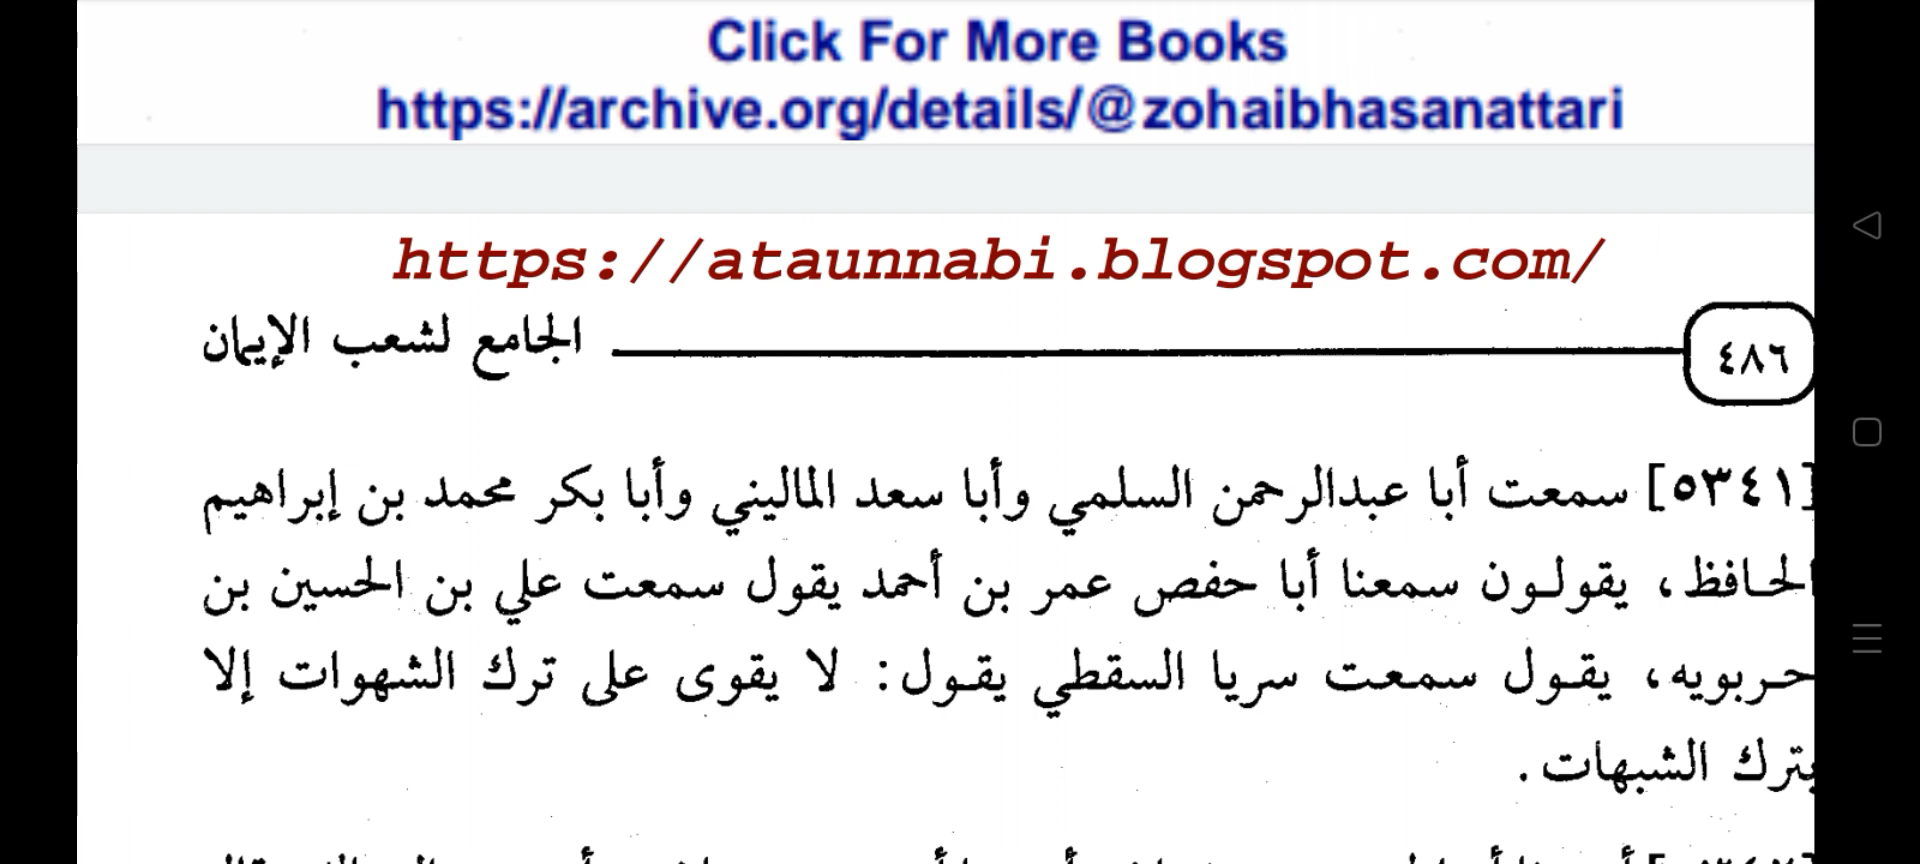 Click For More Books
https://archive.org/details/@zohaibhasanattari
https://ataunnabi.blogspot.com/
٤٨٦ الجامع لشعب الإيمان
[٥٣٤١] سمعت أبا عبدالرحمن السلمي وأبا سعد الماليني وأبا بكر محمد بن إبراهيم
الحافظ، يقولون سمعنا أبا حفص عمر بن أحمد يقول سمعت علي بن الحسين بن
حربويه، يقول سمعت سريا السقطي يقول: لا يقوى على ترك الشهوات إلا
بترك الشبهات.